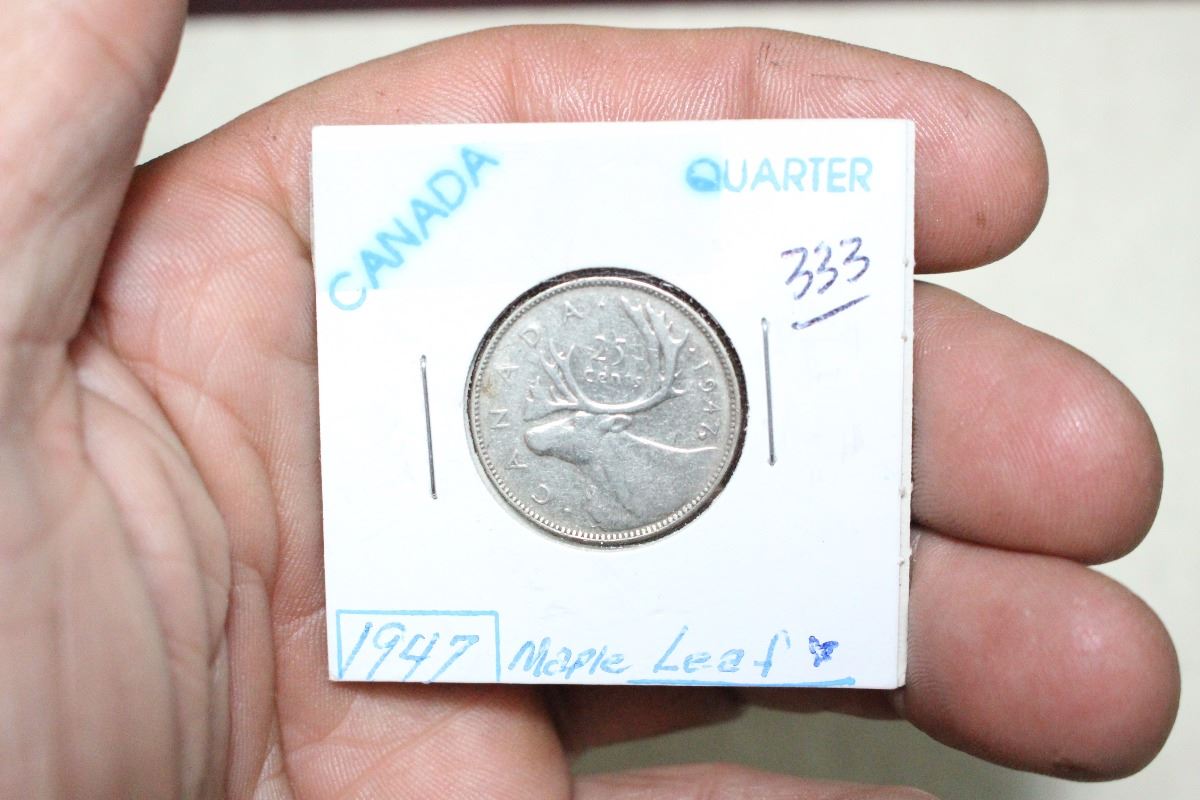 CANADA
QUARTER
333
CANADA
25
cents
1947
1947 Maple Leaf